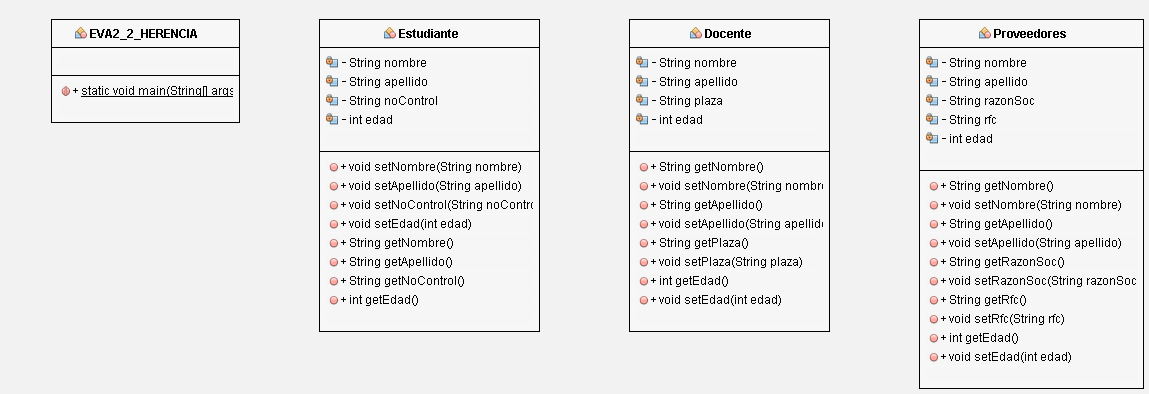 EVA2_2_HERENCIA
+ static void main(String[] args
Estudiante
- String nombre
- String apellido
- String noControl
- int edad
+ void setNombre(String nombre)
+ void setApellido(String apellido)
+ void setNoControl(String noContro
+ void setEdad(int edad)
+ String getNombre()
+ String getApellido()
+ String getNoControl()
+ int getEdad()
Docente
- String nombre
- String apellido
- String plaza
- int edad
+ String getNombre()
+ void setNombre(String nombre
+ String getApellido()
+ void setApellido(String apellido
+ String getPlaza()
+ void setPlaza(String plaza)
+ int getEdad()
+ void setEdad(int edad)
Proveedores
- String nombre
- String apellido
- String razonSoc
- String rfc
- int edad
+ String getNombre()
+ void setNombre(String nombre)
+ String getApellido()
+ void setApellido(String apellido)
+ String getRazonSoc()
+ void setRazonSoc(String razonSoc
+ String getRfc()
+ void setRfc(String rfc)
+ int getEdad()
+ void setEdad(int edad)